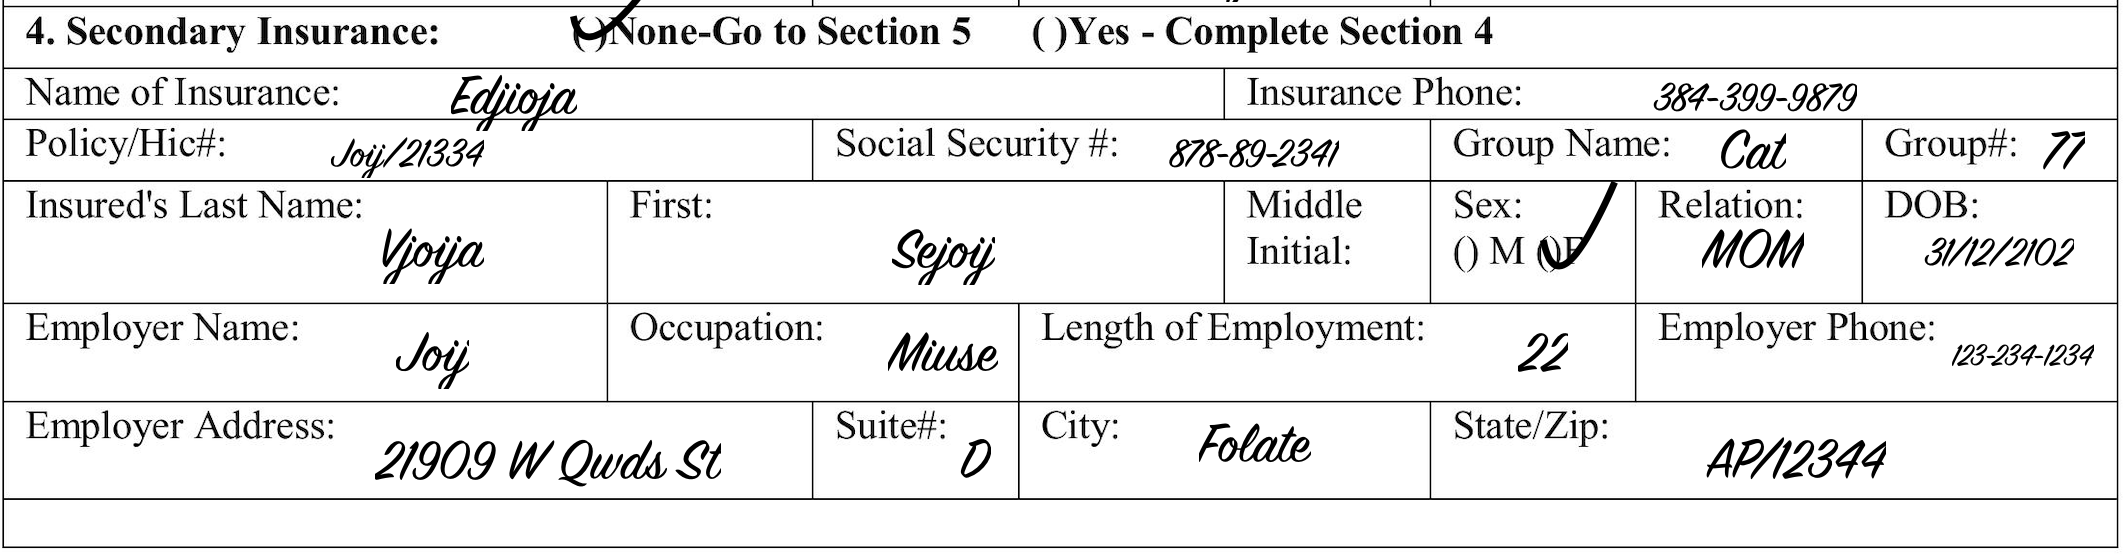 4. Secondary Insurance: (✓)None-Go to Section 5 ( )Yes - Complete Section 4
Name of Insurance: Edjioja Insurance Phone: 384-399-9879
Policy/Hic#: Joij/21334 Social Security #: 878-89-2341 Group Name: Cat Group#: 77
Insured's Last Name: First: Middle Sex: Relation: DOB:
Vjoija Sejoij Initial: () M (✓)F MOM 31/12/2102
Employer Name: Occupation: Length of Employment: Employer Phone:
Joij Miuse 22 123-234-1234
Employer Address: Suite#: City: State/Zip:
21909 W Qwds St D Folate AP/12344